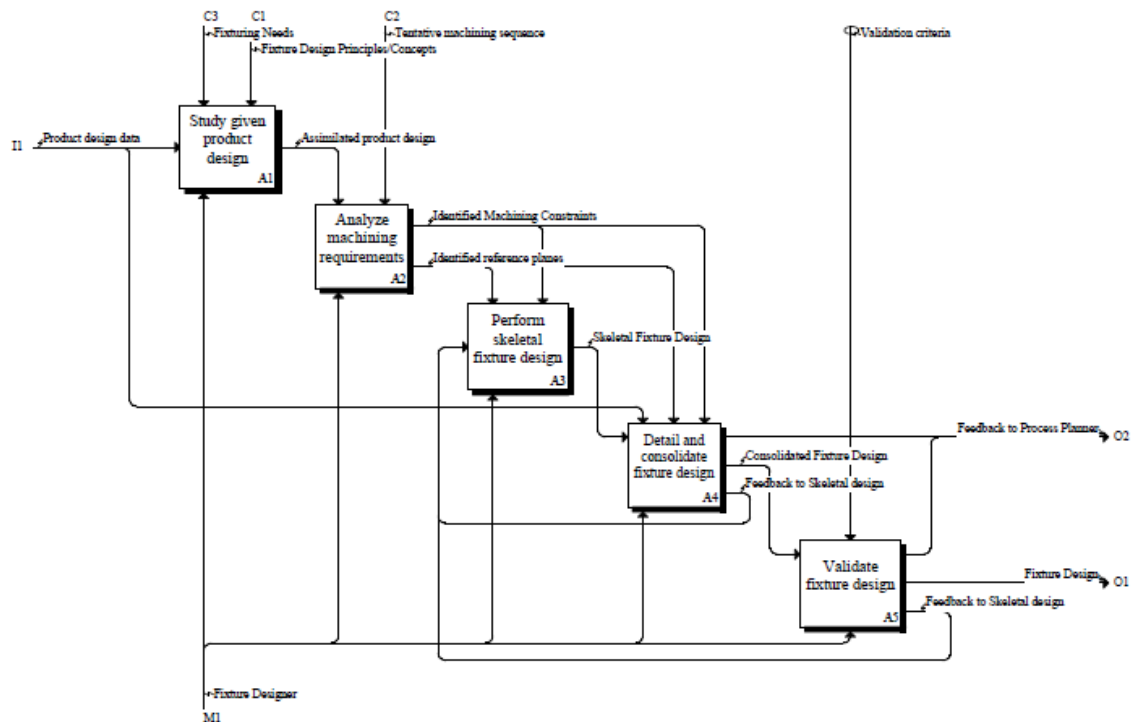 C3
C1
C2
Fixturing Needs
Tentative machining sequence
Validation criteria
Fixture Design Principles/Concepts
Study given
product
design
A1
I1
Product design data
Assimilated product design
Analyze
machining
requirements
A2
Identified Machining Constraints
Identified reference planes
Perform
skeletal
fixture design
A3
Skeletal Fixture Design
Detail and
consolidate
fixture design
A4
Feedback to Process Planner
O2
Consolidated Fixture Design
Feedback to Skeletal design
Validate
fixture design
A5
Fixture Design
O1
Feedback to Skeletal design
Fixture Designer
M1